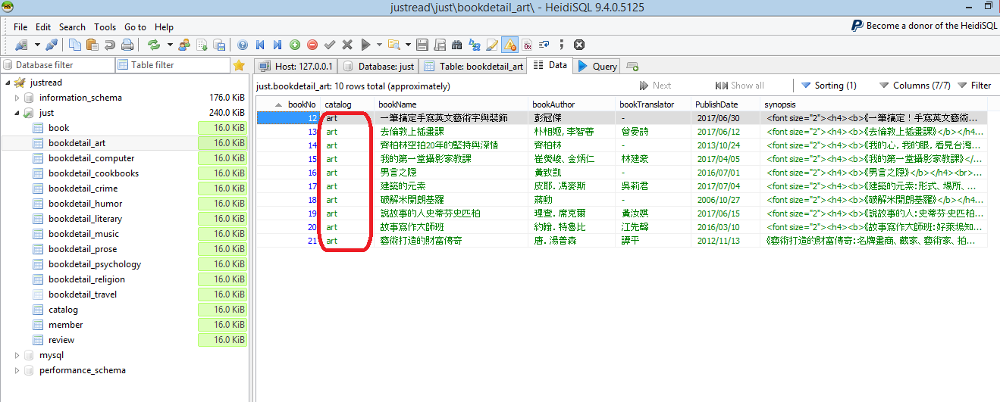 justread\just\bookdetail_art\ - HeidiSQL 9.4.0.5125
File Edit Search Tools Go to Help
Become a donor of the HeidiSQL
Database filter Table filter
Host: 127.0.0.1 Database: just Table: bookdetail_art Data Query
just.bookdetail_art: 10 rows total (approximately) Next Show all Sorting (1) Columns (7/7) Filter
justread
information_schema 176.0 KiB
just 240.0 KiB
book 16.0 KiB
bookdetail_art 16.0 KiB
bookdetail_computer 16.0 KiB
bookdetail_cookbooks 16.0 KiB
bookdetail_crime 16.0 KiB
bookdetail_humor 16.0 KiB
bookdetail_literary 16.0 KiB
bookdetail_music 16.0 KiB
bookdetail_prose 16.0 KiB
bookdetail_psychology 16.0 KiB
bookdetail_religion 16.0 KiB
bookdetail_travel 16.0 KiB
catalog 16.0 KiB
member 16.0 KiB
review 16.0 KiB
mysql
performance_schema
bookNo catalog bookName bookAuthor bookTranslator PublishDate synopsis
12 art 一筆搞定手寫英文藝術字與裝飾 彭冠傑 - 2017/06/30 <font size="2"><h4><b>《一筆搞定！手寫英文藝術...
13 art 去倫敦上插畫課 朴相姬,李智善 曾晏詩 2017/06/12 <font size="2"><h4><b>《去倫敦上插畫課》</b></h4...
14 art 齊柏林空拍20年的堅持與深情 齊柏林 - 2013/10/24 <font size="2"><h4><b>《我的心，我的眼，看見台灣...
15 art 我的第一堂攝影家教課 崔熒峻、金炳仁 林建豪 2017/04/05 <font size="2"><h4><b>《我的第一堂攝影家教課》</...
16 art 男言之隱 黃致凱 - 2016/07/01 <font size="2"><h4><b>《男言之隱》</b></h4><br>...
17 art 建築的元素 皮耶.馮麥斯 吳莉君 2017/07/04 <font size="2"><h4><b>《建築的元素:形式、場所、...
18 art 破解米開朗基羅 蔣勳 - 2006/10/27 <font size="2"><h4><b>《破解米開朗基羅》</b></h4...
19 art 說故事的人史蒂芬史匹柏 理查.席克爾 黃汝娸 2017/06/15 <font size="2"><h4><b>《說故事的人:史蒂芬史匹柏...
20 art 故事寫作大師班 約翰.特魯比 江先聲 2016/03/10 <font size="2"><h4><b>《故事寫作大師班:好萊塢知...
21 art 藝術打造的財富傳奇 唐.湯普森 譚平 2012/11/13 《藝術打造的財富傳奇:名牌畫商、藏家、藝術家、拍...